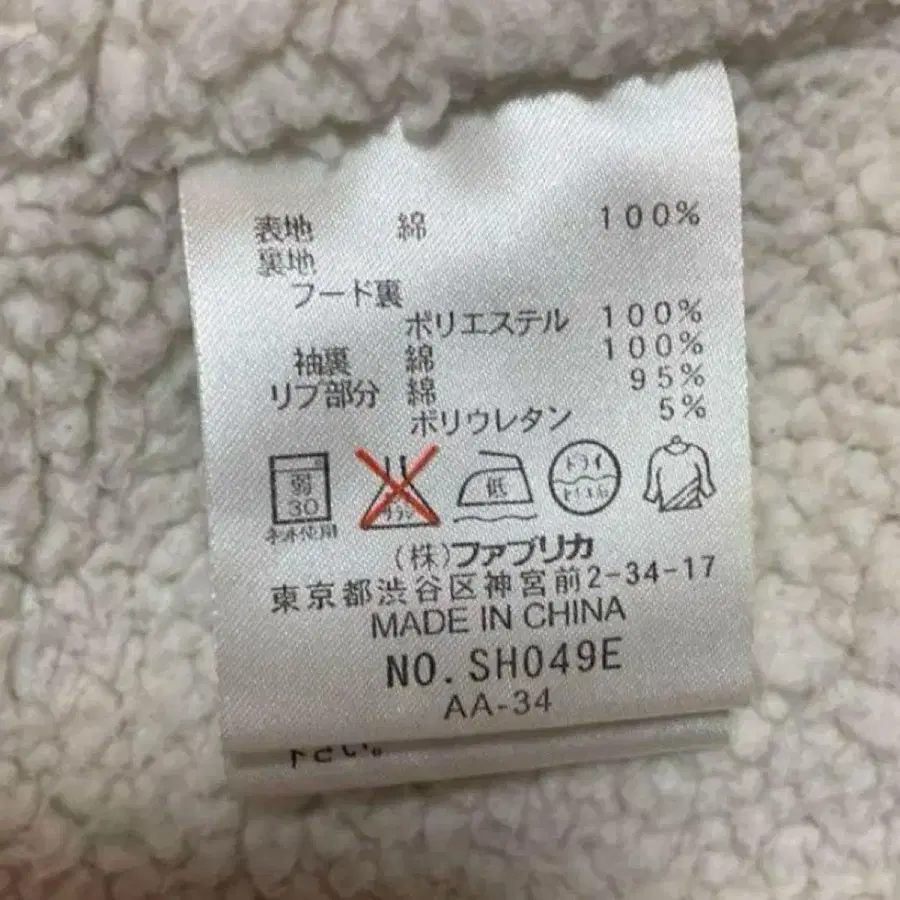 表地 綿 100%
裏地
フード裏
ポリエステル 100%
袖裏 綿 100%
リブ部分 綿 95%
ポリウレタン 5%
弱 30 ネット使用
低
ドライ
(株)ファブリカ
東京都渋谷区神宮前2-34-17
MADE IN CHINA
NO. SH049E
AA-34
さい。